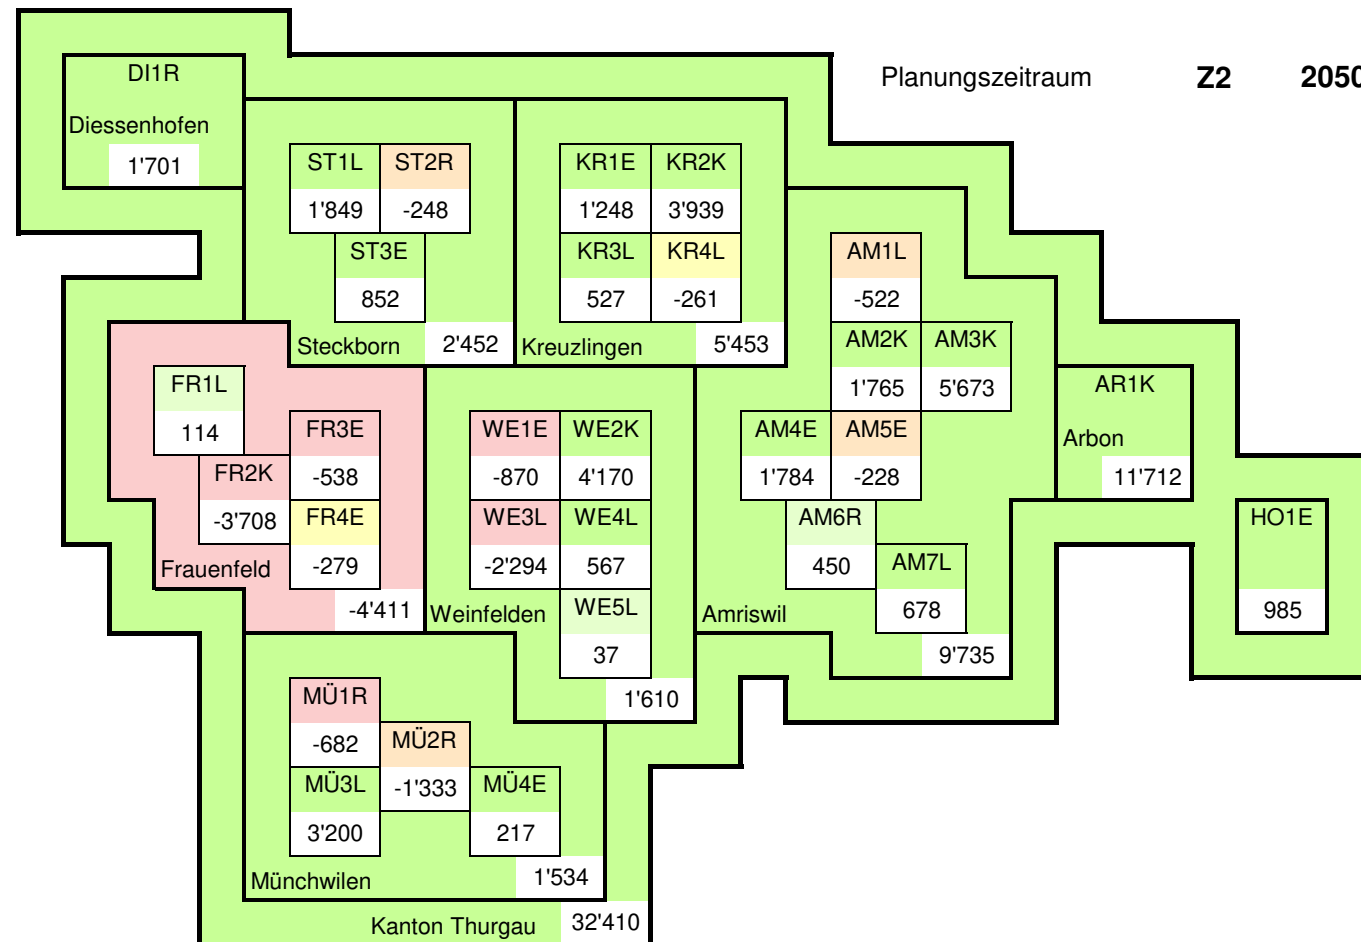 DI1R
Planungszeitraum Z2 2050
Diessenhofen
1'701
ST1L ST2R
1'849 -248
ST3E
852
Steckborn 2'452
KR1E KR2K
1'248 3'939
KR3L KR4L
527 -261
Kreuzlingen 5'453
AM1L
-522
AM2K AM3K
1'765 5'673
AM4E AM5E
1'784 -228
AM6R
450
AM7L
678
Amriswil
9'735
AR1K
Arbon
11'712
HO1E
985
FR1L
114
FR3E
-538
FR2K
-3'708
FR4E
-279
Frauenfeld
-4'411
WE1E WE2K
-870 4'170
WE3L WE4L
-2'294 567
WE5L
37
Weinfelden
1'610
MÜ1R
-682
MÜ2R
-1'333
MÜ3L
3'200
MÜ4E
217
Münchwilen 1'534
Kanton Thurgau 32'410